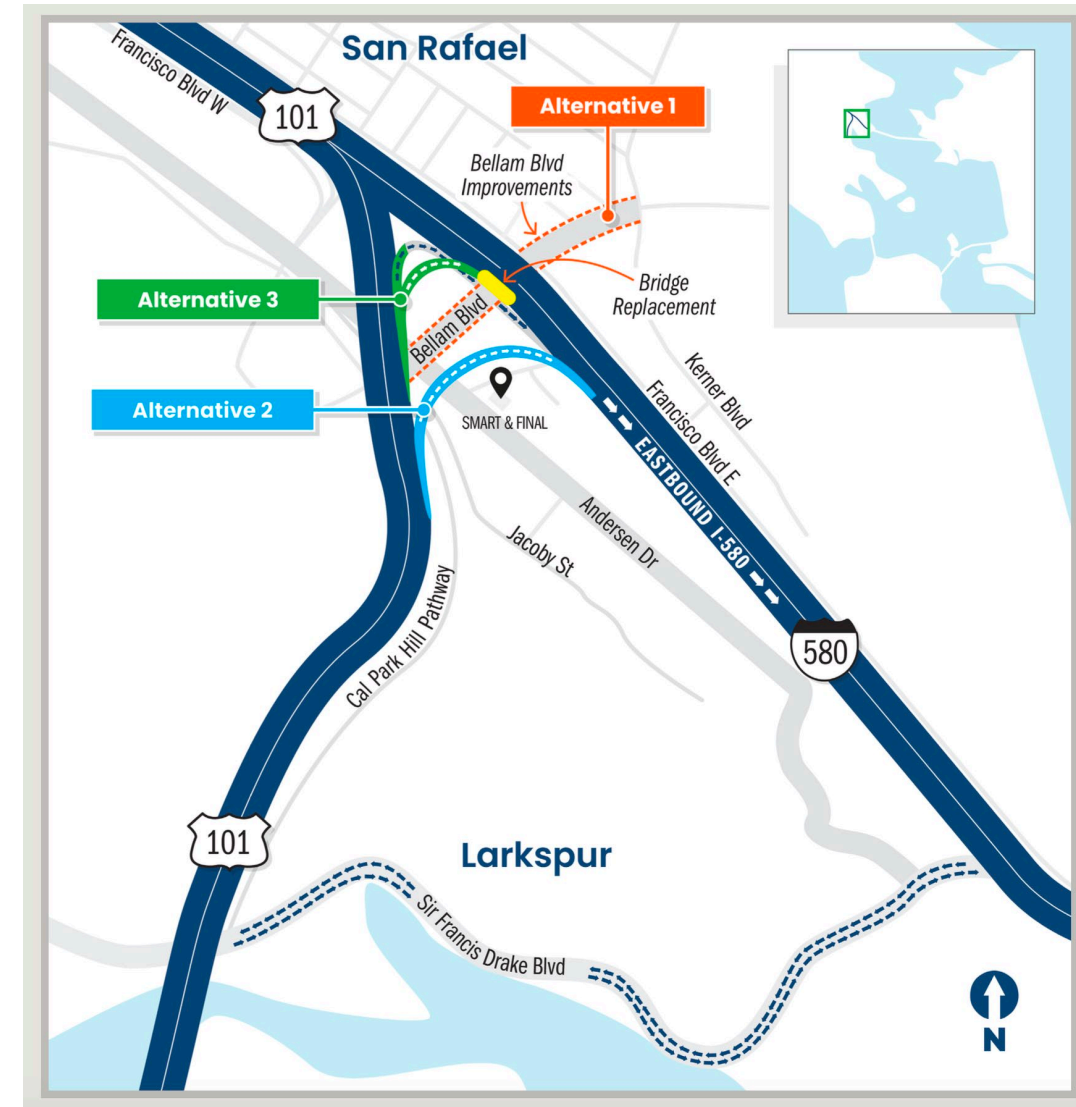 San Rafael
Francisco Blvd W
101
Alternative 1
Bellam Blvd
Improvements
Bridge
Replacement
Alternative 3
Bellam Blvd
Alternative 2
SMART & FINAL
Kerner Blvd
Francisco Blvd E
EASTBOUND I-580
Andersen Dr
Jacoby St
Cal Park Hill Pathway
580
101
Larkspur
Sir Francis Drake Blvd
N